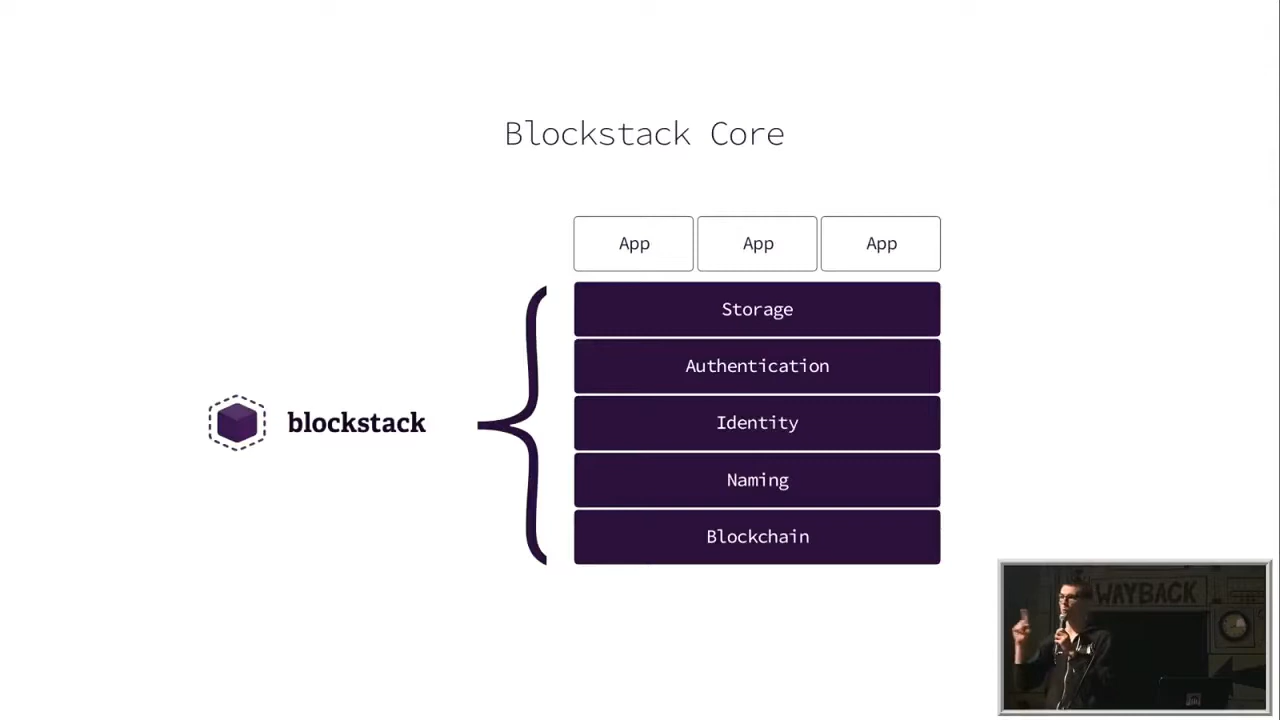 Blockstack Core
App App App
Storage
Authentication
Identity
blockstack
Naming
Blockchain
WAYBACK